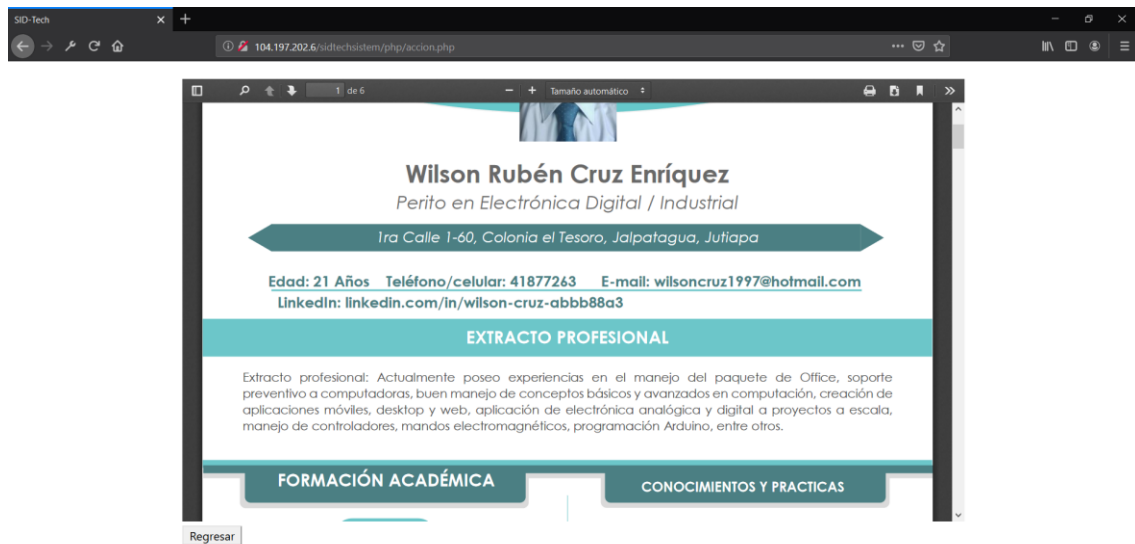 SID-Tech
104.197.202.6/sidtechsistem/php/accion.php
1 de 6
Tamaño automático
Wilson Rubén Cruz Enríquez
Perito en Electrónica Digital / Industrial
1ra Calle 1-60, Colonia el Tesoro, Jalpatagua, Jutiapa
Edad: 21 Años Teléfono/celular: 41877263 E-mail: wilsoncruz1997@hotmail.com
LinkedIn: linkedin.com/in/wilson-cruz-abbb88a3
EXTRACTO PROFESIONAL
Extracto profesional: Actualmente poseo experiencias en el manejo del paquete de Office, soporte
preventivo a computadoras, buen manejo de conceptos básicos y avanzados en computación, creación de
aplicaciones móviles, desktop y web, aplicación de electrónica analógica y digital a proyectos a escala,
manejo de controladores, mandos electromagnéticos, programación Arduino, entre otros.
FORMACIÓN ACADÉMICA
CONOCIMIENTOS Y PRACTICAS
Regresar